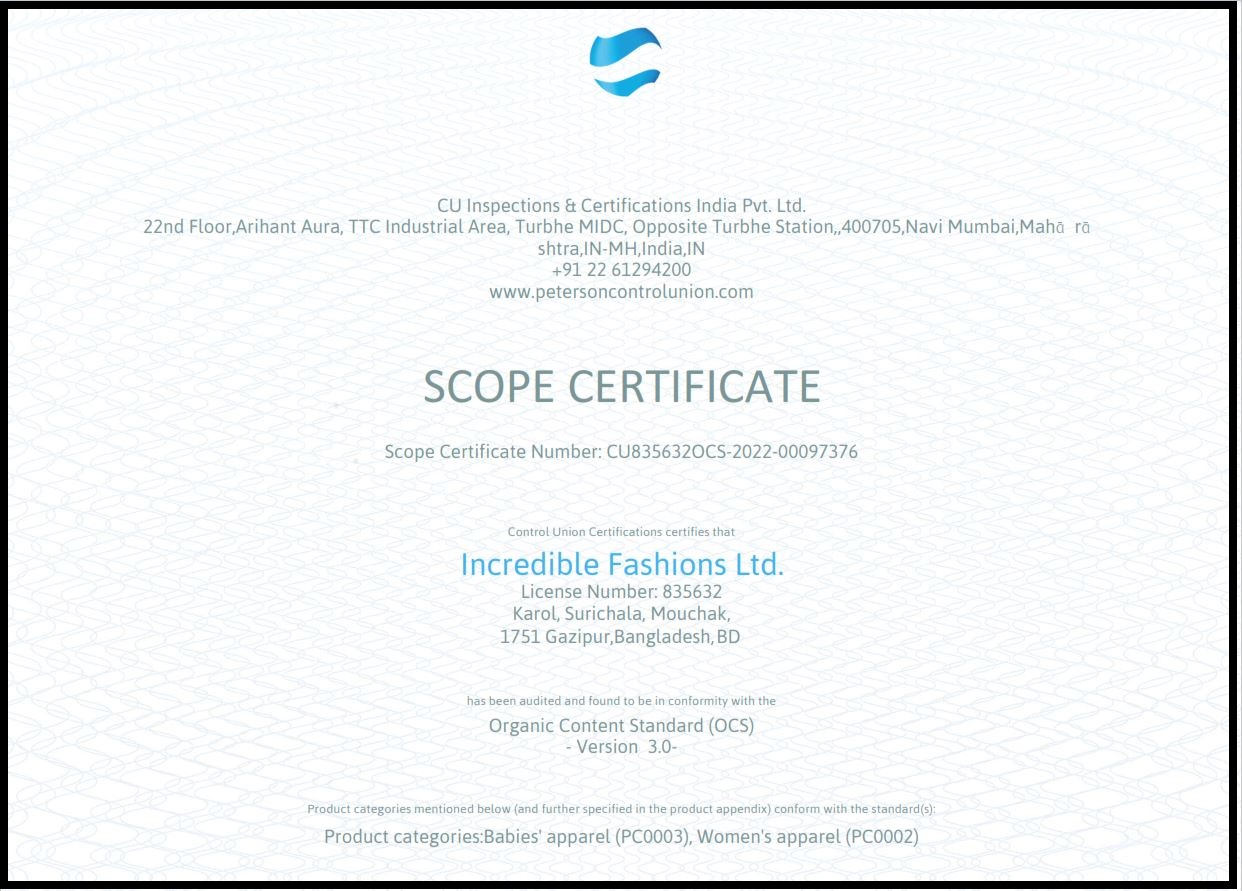 CU Inspections & Certifications India Pvt. Ltd.
22nd Floor,Arihant Aura, TTC Industrial Area, Turbhe MIDC, Opposite Turbhe Station,,400705,Navi Mumbai,Mahā rā
shtra,IN-MH,India,IN
+91 22 61294200
www.petersoncontrolunion.com
SCOPE CERTIFICATE
Scope Certificate Number: CU835632OCS-2022-00097376
Control Union Certifications certifies that
Incredible Fashions Ltd.
License Number: 835632
Karol, Surichala, Mouchak,
1751 Gazipur,Bangladesh,BD
has been audited and found to be in conformity with the
Organic Content Standard (OCS)
- Version 3.0-
Product categories mentioned below (and further specified in the product appendix) conform with the standard(s):
Product categories:Babies' apparel (PC0003), Women's apparel (PC0002)